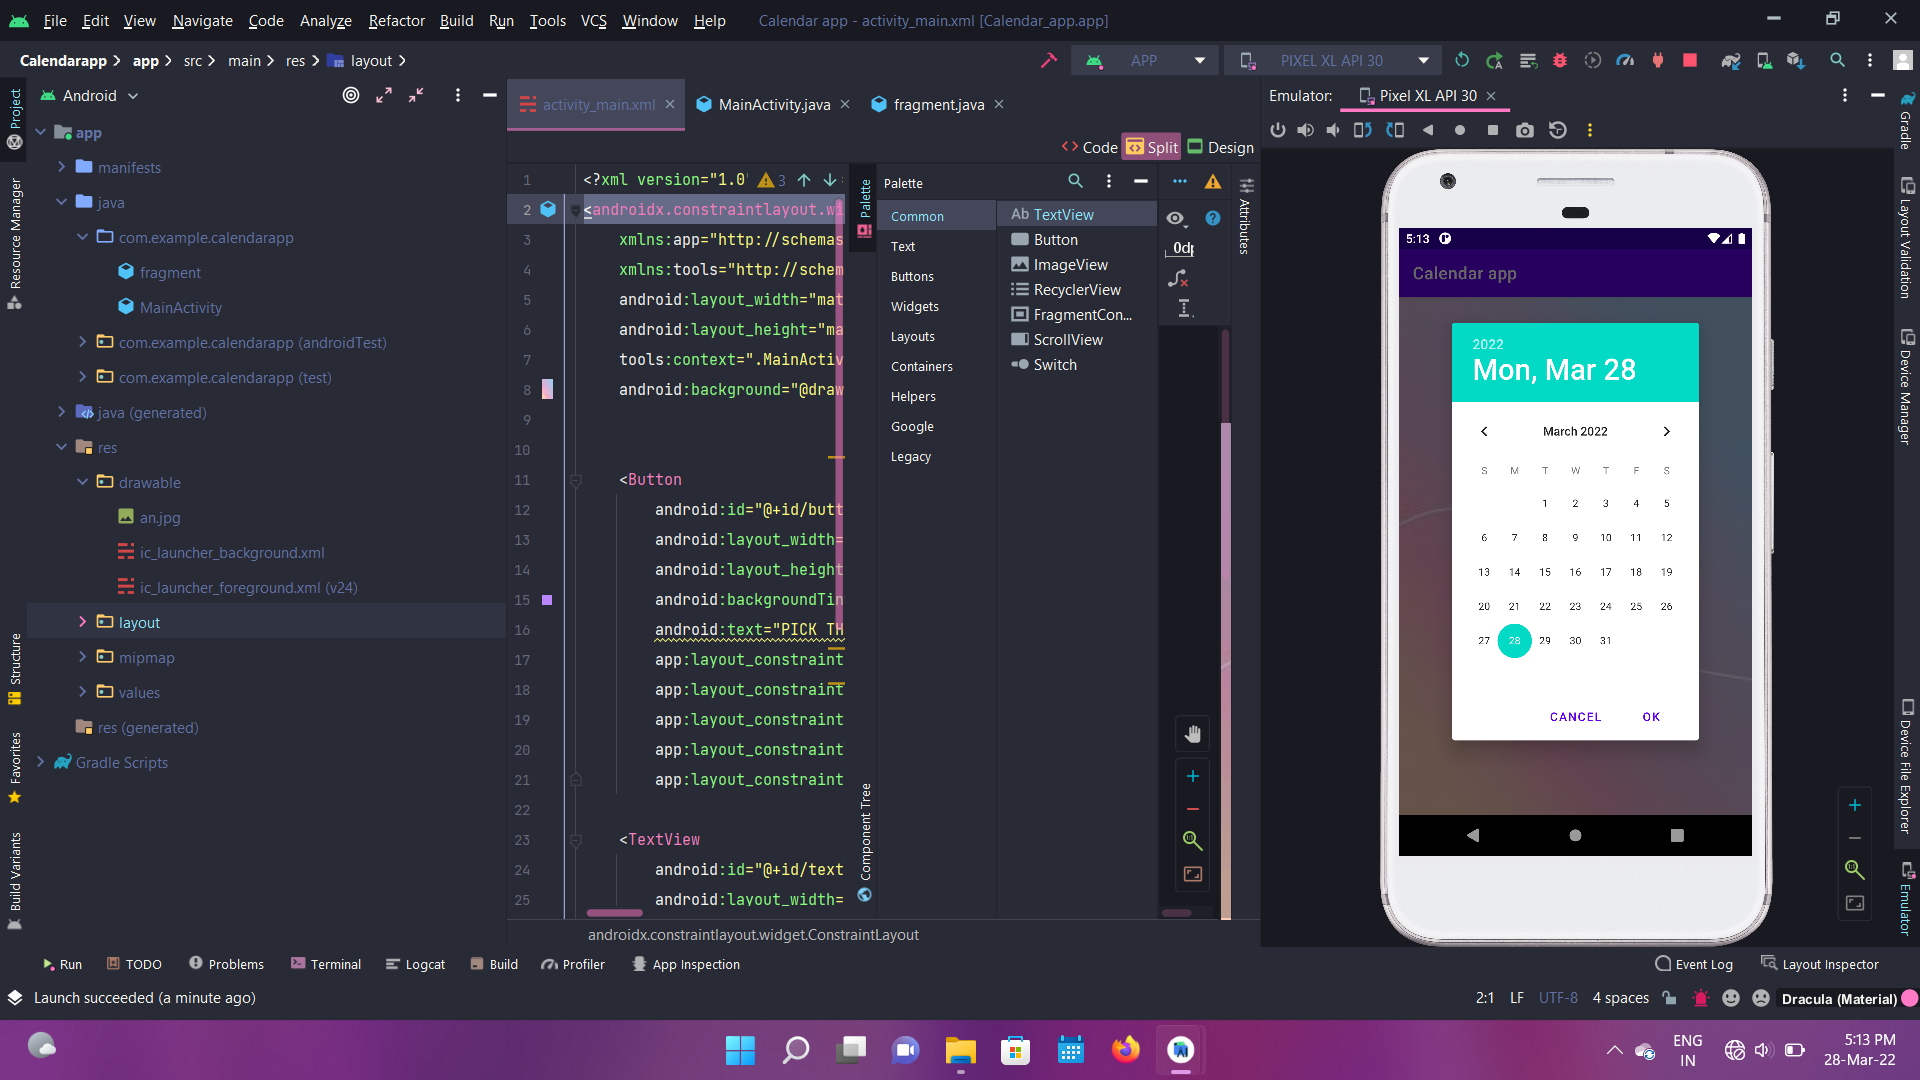 File Edit View Navigate Code Analyze Refactor Build Run Tools VCS Window Help Calendar app - activity_main.xml [Calendar_app.app]
Calendarapp app src main res layout APP PIXEL XL API 30
Android
app
manifests
java
com.example.calendarapp
fragment
MainActivity
com.example.calendarapp (androidTest)
com.example.calendarapp (test)
java (generated)
res
drawable
an.jpg
ic_launcher_background.xml
ic_launcher_foreground.xml (v24)
layout
mipmap
values
res (generated)
Gradle Scripts
Project
Resource Manager
Structure
Favorites
Build Variants
activity_main.xml MainActivity.java fragment.java
Code Split Design
1 <?xml version="1.0" 3
2 <androidx.constraintlayout.wi
3 xmlns:app="http://schemas
4 xmlns:tools="http://schem
5 android:layout_width="mat
6 android:layout_height="ma
7 tools:context=".MainActiv
8 android:background="@draw
9
10
11 <Button
12 android:id="@+id/butt
13 android:layout_width=
14 android:layout_height
15 android:backgroundTin
16 android:text="PICK TH
17 app:layout_constraint
18 app:layout_constraint
19 app:layout_constraint
20 app:layout_constraint
21 app:layout_constraint
22
23 <TextView
24 android:id="@+id/text
25 android:layout_width=
androidx.constraintlayout.widget.ConstraintLayout
Palette
Component Tree
Palette
Common
Text
Buttons
Widgets
Layouts
Containers
Helpers
Google
Legacy
Ab TextView
Button
ImageView
RecyclerView
FragmentCon...
ScrollView
Switch
0dp
Attributes
Emulator: Pixel XL API 30
5:13
Calendar app
2022
Mon, Mar 28
March 2022
S M T W T F S
1 2 3 4 5
6 7 8 9 10 11 12
13 14 15 16 17 18 19
20 21 22 23 24 25 26
27 28 29 30 31
CANCEL OK
Gradle
Layout Validation
Device Manager
Device File Explorer
Emulator
Run TODO Problems Terminal Logcat Build Profiler App Inspection Event Log Layout Inspector
Launch succeeded (a minute ago) 2:1 LF UTF-8 4 spaces Dracula (Material)
ENG
IN
5:13 PM
28-Mar-22